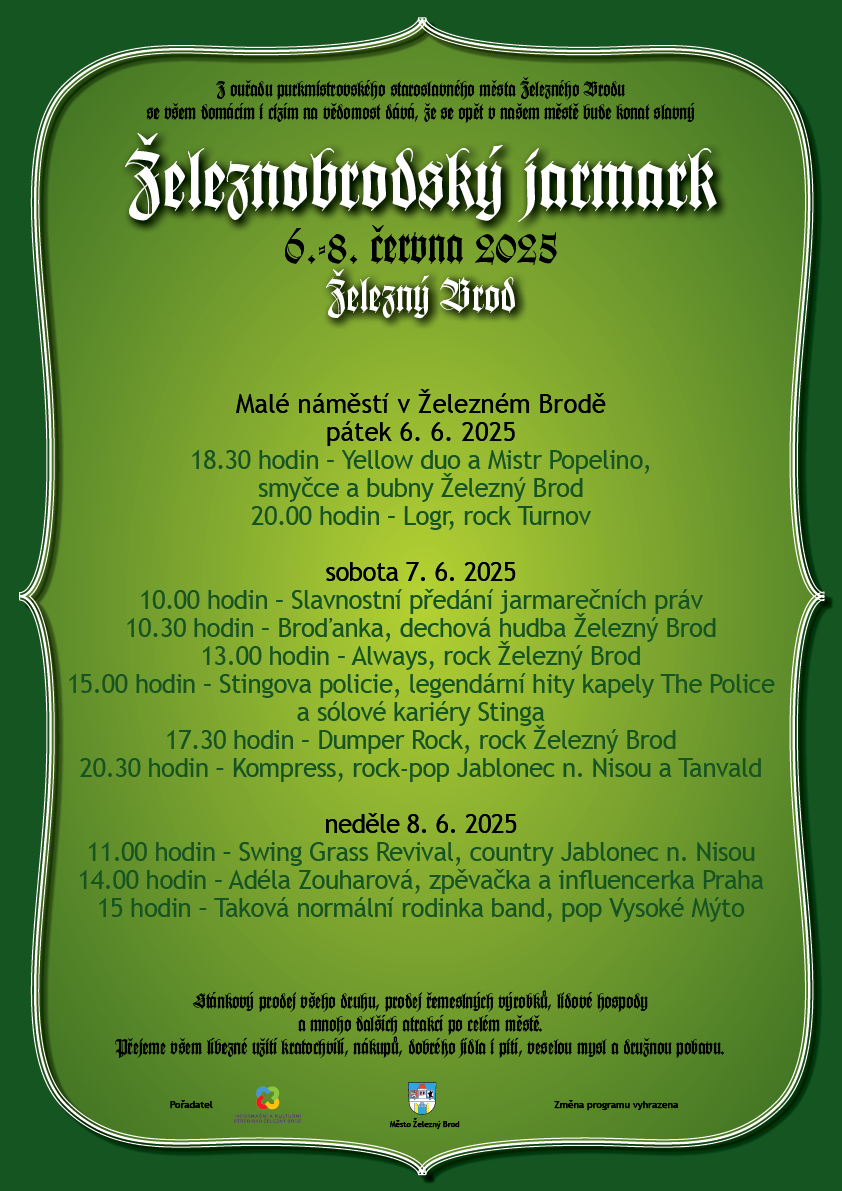 Z ouřadu purkmistrovského staroslavného města Železného Brodu
se všem domácím i cizím na vědomost dává, že se opět v našem městě bude konat slavný
Železnobrodský jarmark
6.-8. června 2025
Železný Brod
Malé náměstí v Železném Brodě
pátek 6. 6. 2025
18.30 hodin – Yellow duo a Mistr Popelino,
smyčce a bubny Železný Brod
20.00 hodin – Logr, rock Turnov
sobota 7. 6. 2025
10.00 hodin – Slavnostní předání jarmarečních práv
10.30 hodin – Broďanka, dechová hudba Železný Brod
13.00 hodin – Always, rock Železný Brod
15.00 hodin – Stingova policie, legendární hity kapely The Police
a sólové kariéry Stinga
17.30 hodin – Dumper Rock, rock Železný Brod
20.30 hodin – Kompress, rock-pop Jablonec n. Nisou a Tanvald
neděle 8. 6. 2025
11.00 hodin – Swing Grass Revival, country Jablonec n. Nisou
14.00 hodin – Adéla Zouharová, zpěvačka a influencerka Praha
15 hodin – Taková normální rodinka band, pop Vysoké Mýto
Stánkový prodej všeho druhu, prodej řemeslných výrobků, lidové hospody
a mnoho dalších atrakcí po celém městě.
Přejeme všem libezné užití kratochvílí, nákupů, dobrého jídla i pití, veselou mysl a družnou pobavu.
Pořadatel
Město Železný Brod
Změna programu vyhrazena